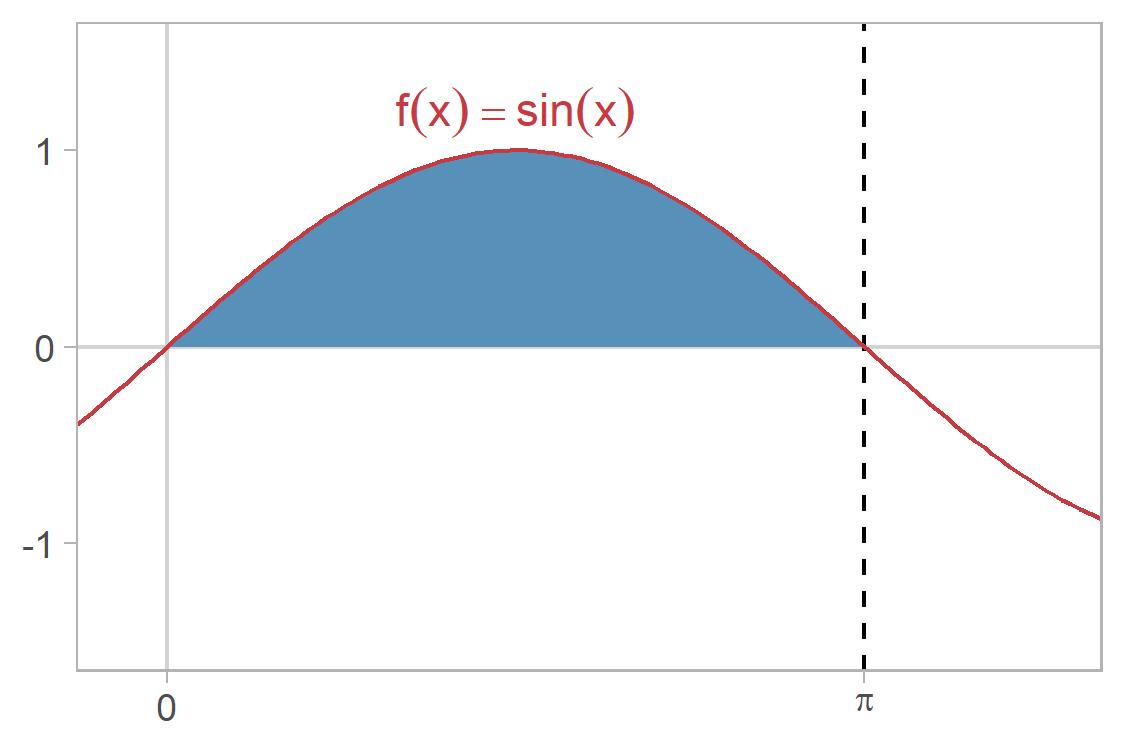 f(x) = sin(x)
1
0
-1
0
π